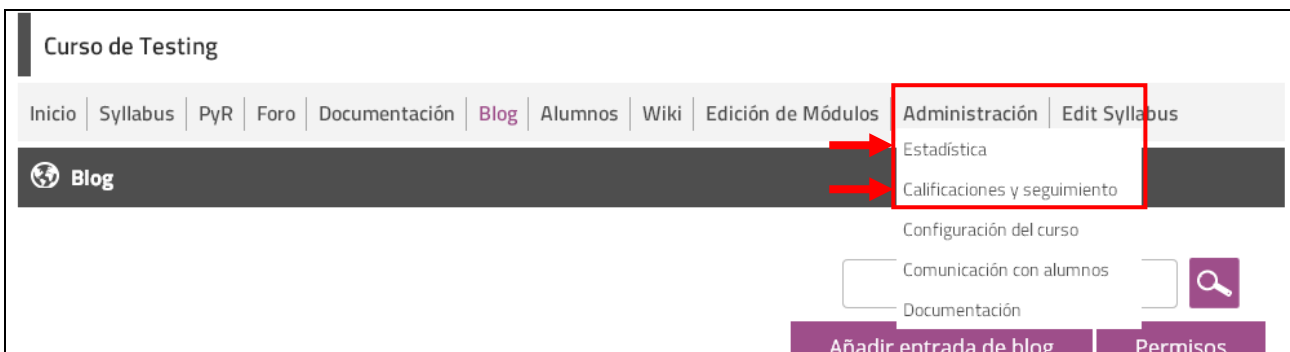 Curso de Testing
Inicio Syllabus PyR Foro Documentación Blog Alumnos Wiki Edición de Módulos Administración Edit Syllabus
Estadística
Blog
Calificaciones y seguimiento
Configuración del curso
Comunicación con alumnos
Documentación
Añadir entrada de blog Permisos